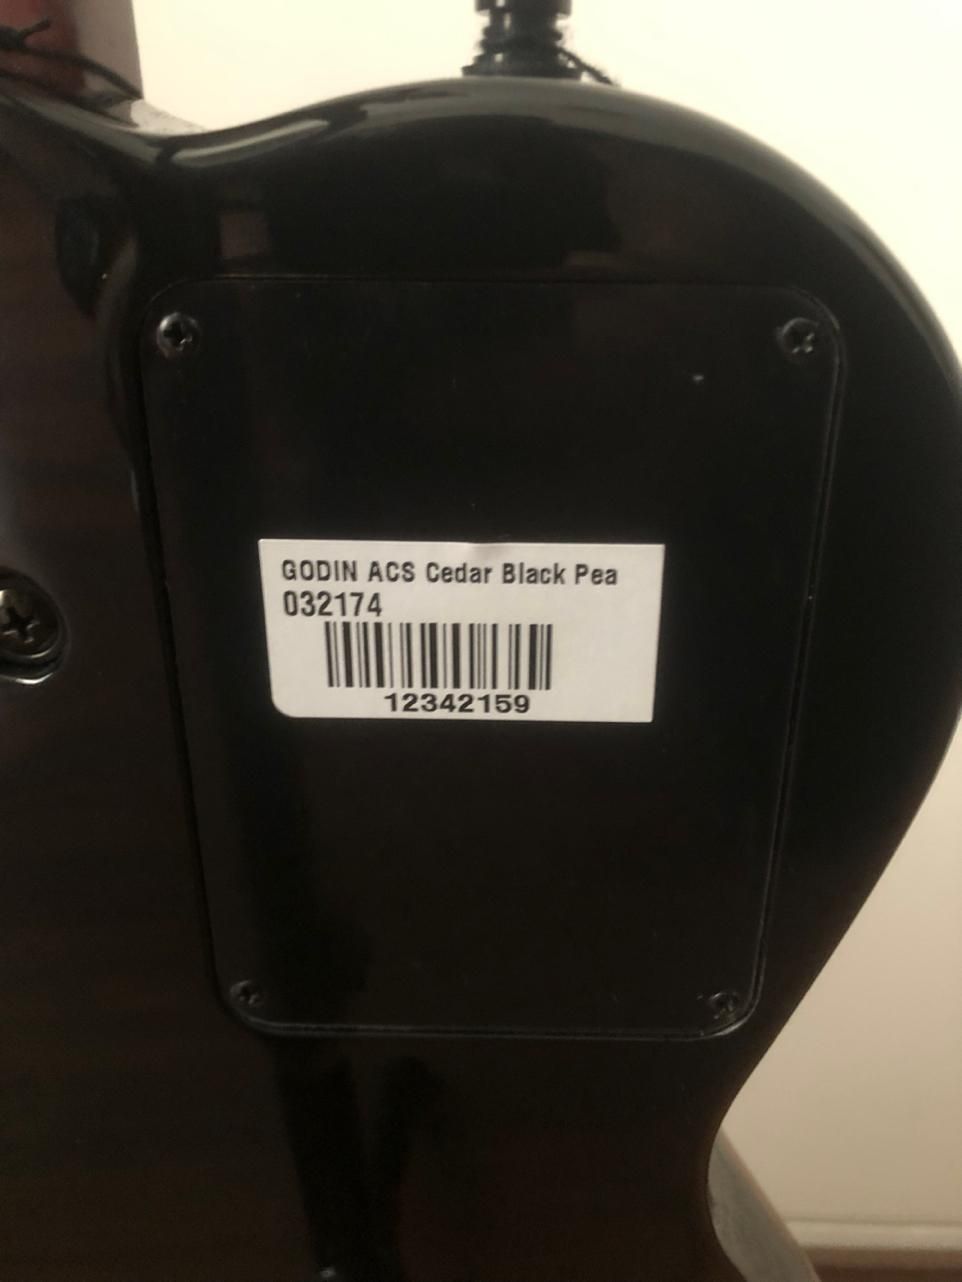 GODIN ACS Cedar Black Pea
032174
12342159